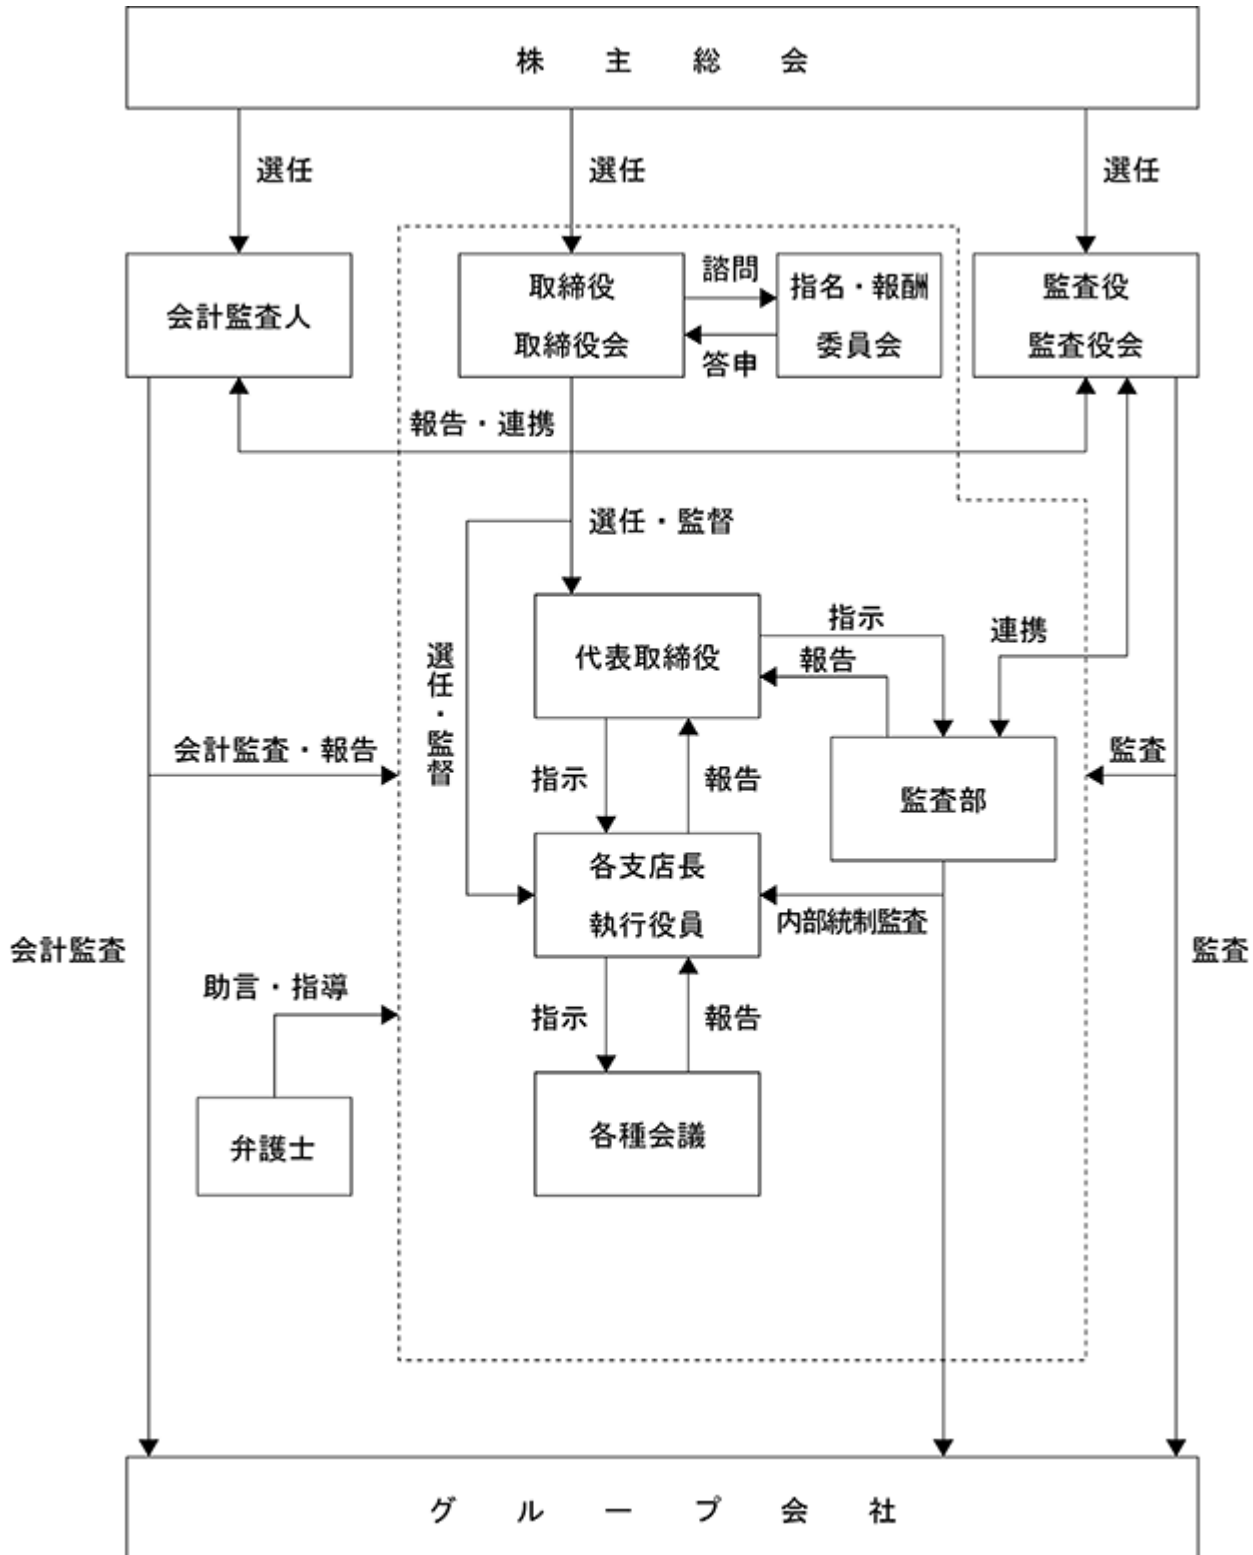 株主総会
選任
選任
選任
会計監査人
取締役
取締役会
諮問
答申
指名・報酬
委員会
監査役
監査役会
報告・連携
選任・監督
選任・監督
代表取締役
指示
報告
連携
会計監査・報告
指示
報告
監査部
監査
各支店長
執行役員
内部統制監査
会計監査
監査
助言・指導
指示
報告
弁護士
各種会議
グループ会社